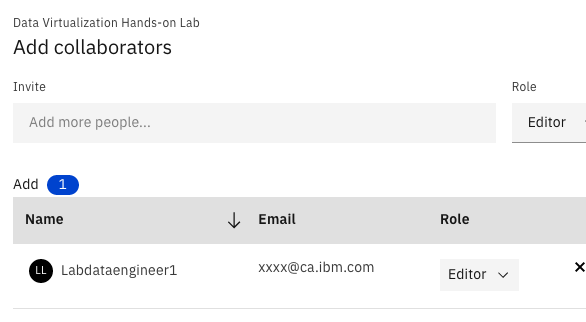 Data Virtualization Hands-on Lab
Add collaborators
Invite Role
Add more people... Editor
Add 1
Name Email Role
LL Labdataengineer1 xxxx@ca.ibm.com Editor